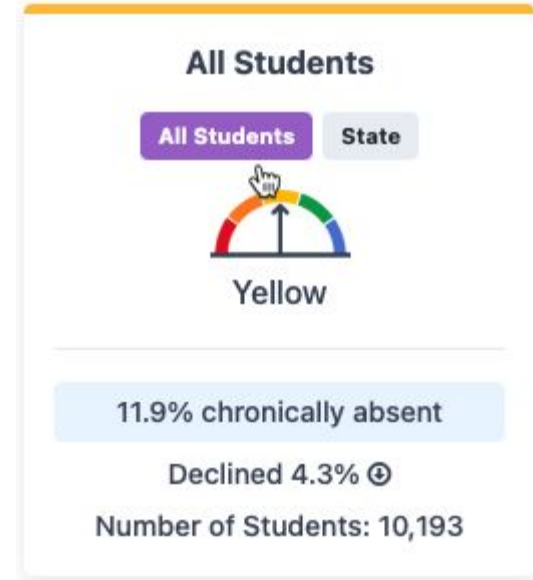 All Students
All Students State
Yellow
11.9% chronically absent
Declined 4.3%
Number of Students: 10,193